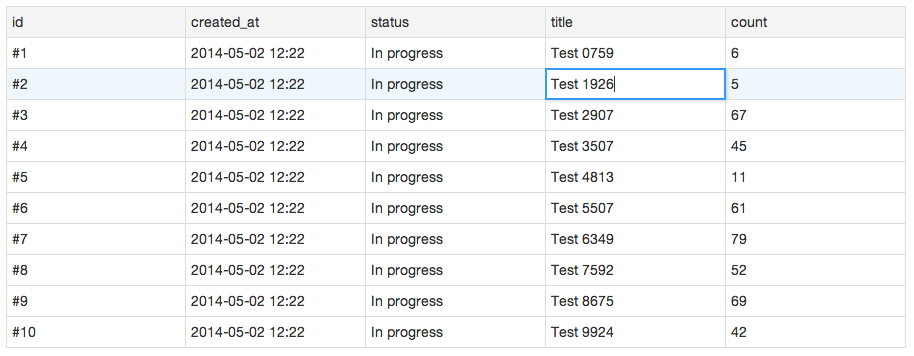 id created_at status title count
#1 2014-05-02 12:22 In progress Test 0759 6
#2 2014-05-02 12:22 In progress Test 1926 5
#3 2014-05-02 12:22 In progress Test 2907 67
#4 2014-05-02 12:22 In progress Test 3507 45
#5 2014-05-02 12:22 In progress Test 4813 11
#6 2014-05-02 12:22 In progress Test 5507 61
#7 2014-05-02 12:22 In progress Test 6349 79
#8 2014-05-02 12:22 In progress Test 7592 52
#9 2014-05-02 12:22 In progress Test 8675 69
#10 2014-05-02 12:22 In progress Test 9924 42